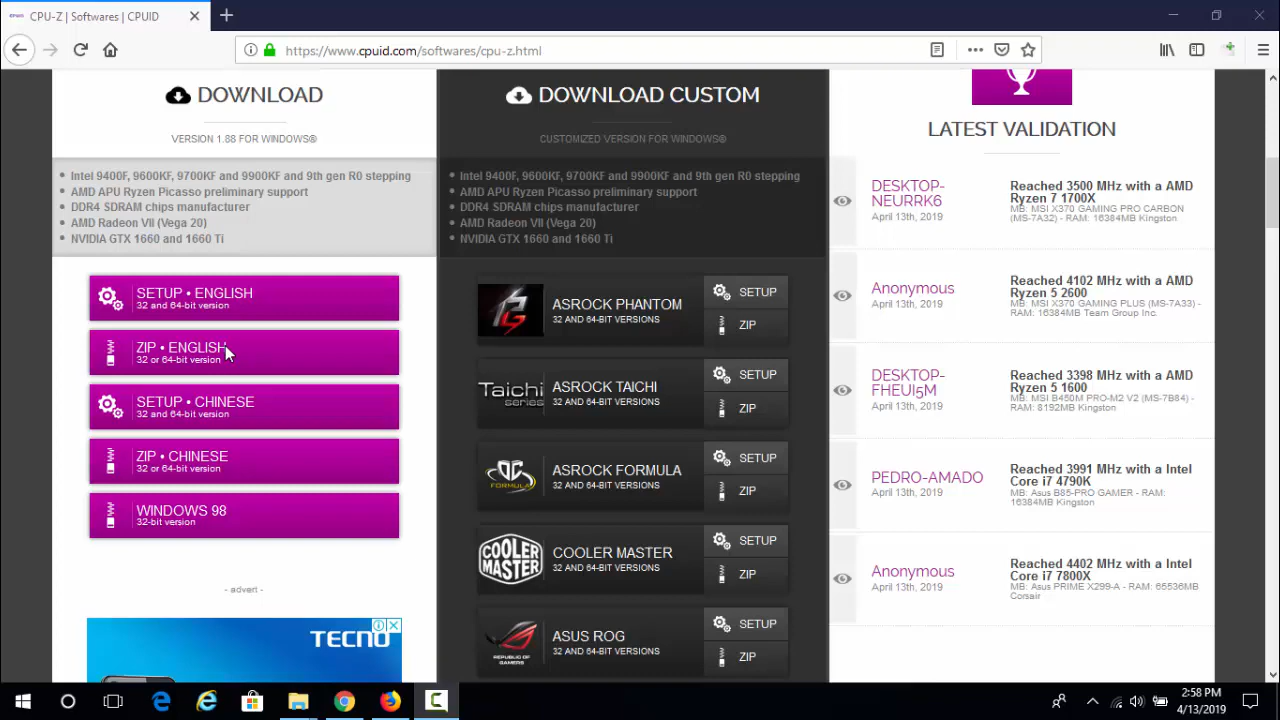 CPU-Z | Softwares | CPUID
https://www.cpuid.com/softwares/cpu-z.html
DOWNLOAD
VERSION 1.88 FOR WINDOWS®
Intel 9400F, 9600KF, 9700KF and 9900KF and 9th gen R0 stepping
AMD APU Ryzen Picasso preliminary support
DDR4 SDRAM chips manufacturer
AMD Radeon VII (Vega 20)
NVIDIA GTX 1660 and 1660 Ti
SETUP • ENGLISH
32 and 64-bit version
ZIP • ENGLISH
32 or 64-bit version
SETUP • CHINESE
32 and 64-bit version
ZIP • CHINESE
32 or 64-bit version
WINDOWS 98
32-bit version
- advert -
TECNO
DOWNLOAD CUSTOM
CUSTOMIZED VERSION FOR WINDOWS®
Intel 9400F, 9600KF, 9700KF and 9900KF and 9th gen R0 stepping
AMD APU Ryzen Picasso preliminary support
DDR4 SDRAM chips manufacturer
AMD Radeon VII (Vega 20)
NVIDIA GTX 1660 and 1660 Ti
ASROCK PHANTOM
32 AND 64-BIT VERSIONS
SETUP
ZIP
Taichi
series
ASROCK TAICHI
32 AND 64-BIT VERSIONS
SETUP
ZIP
FORMULA
ASROCK FORMULA
32 AND 64-BIT VERSIONS
SETUP
ZIP
COOLER
MASTER
COOLER MASTER
32 AND 64-BIT VERSIONS
SETUP
ZIP
REPUBLIC OF
GAMERS
ASUS ROG
32 AND 64-BIT VERSIONS
SETUP
ZIP
LATEST VALIDATION
DESKTOP-
NEURRK6
April 13th, 2019
Reached 3500 MHz with a AMD
Ryzen 7 1700X
MB: MSI X370 GAMING PRO CARBON
(MS-7A32) - RAM: 16384MB Kingston
Anonymous
April 13th, 2019
Reached 4102 MHz with a AMD
Ryzen 5 2600
MB: MSI X370 GAMING PLUS (MS-7A33) -
RAM: 16384MB Team Group Inc.
DESKTOP-
FHEUI5M
April 13th, 2019
Reached 3398 MHz with a AMD
Ryzen 5 1600
MB: MSI B450M PRO-M2 V2 (MS-7B84) -
RAM: 8192MB Kingston
PEDRO-AMADO
April 13th, 2019
Reached 3991 MHz with a Intel
Core i7 4790K
MB: Asus B85-PRO GAMER - RAM:
16384MB Kingston
Anonymous
April 13th, 2019
Reached 4402 MHz with a Intel
Core i7 7800X
MB: Asus PRIME X299-A - RAM: 65536MB
Corsair
2:58 PM
4/13/2019